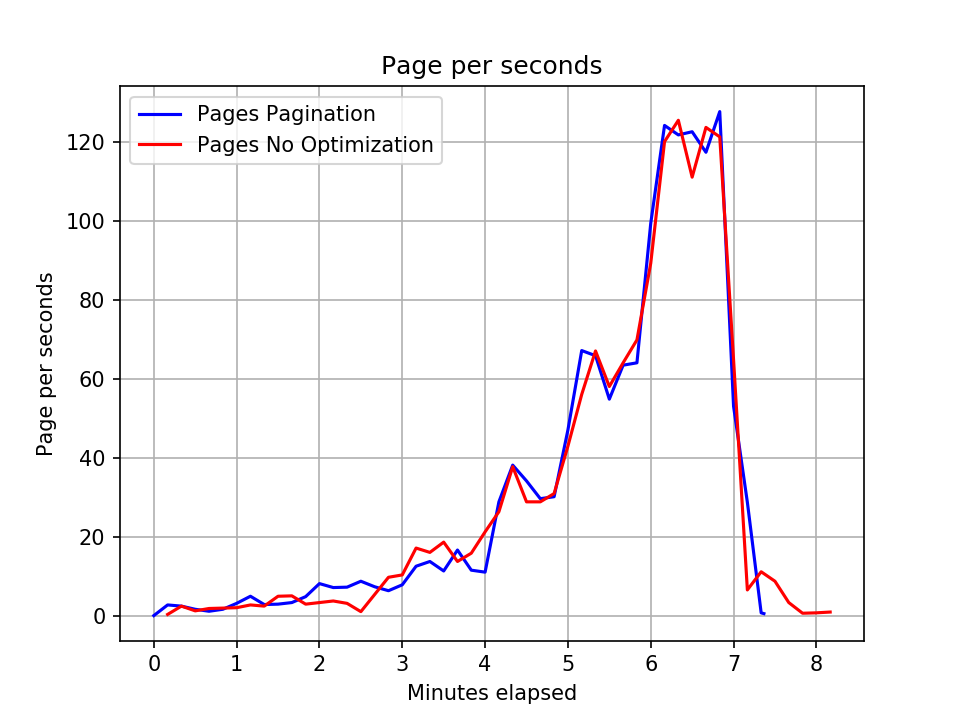 Page per seconds
Pages Pagination
Pages No Optimization
120
100
80
60
40
20
0
Page per seconds
0 1 2 3 4 5 6 7 8
Minutes elapsed